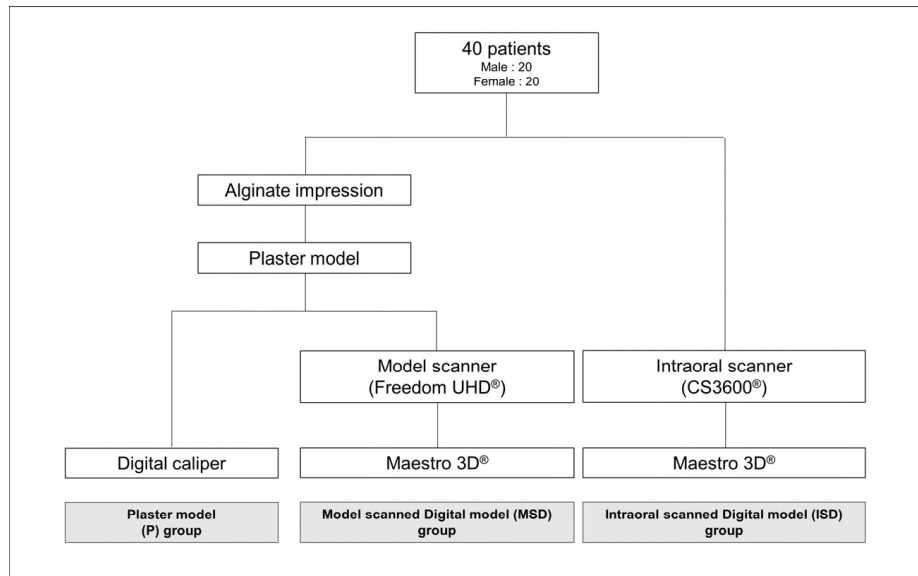 40 patients
Male : 20
Female : 20
Alginate impression
Plaster model
Model scanner
(Freedom UHD®)
Intraoral scanner
(CS3600®)
Digital caliper
Maestro 3D®
Maestro 3D®
Plaster model
(P) group
Model scanned Digital model (MSD)
group
Intraoral scanned Digital model (ISD)
group